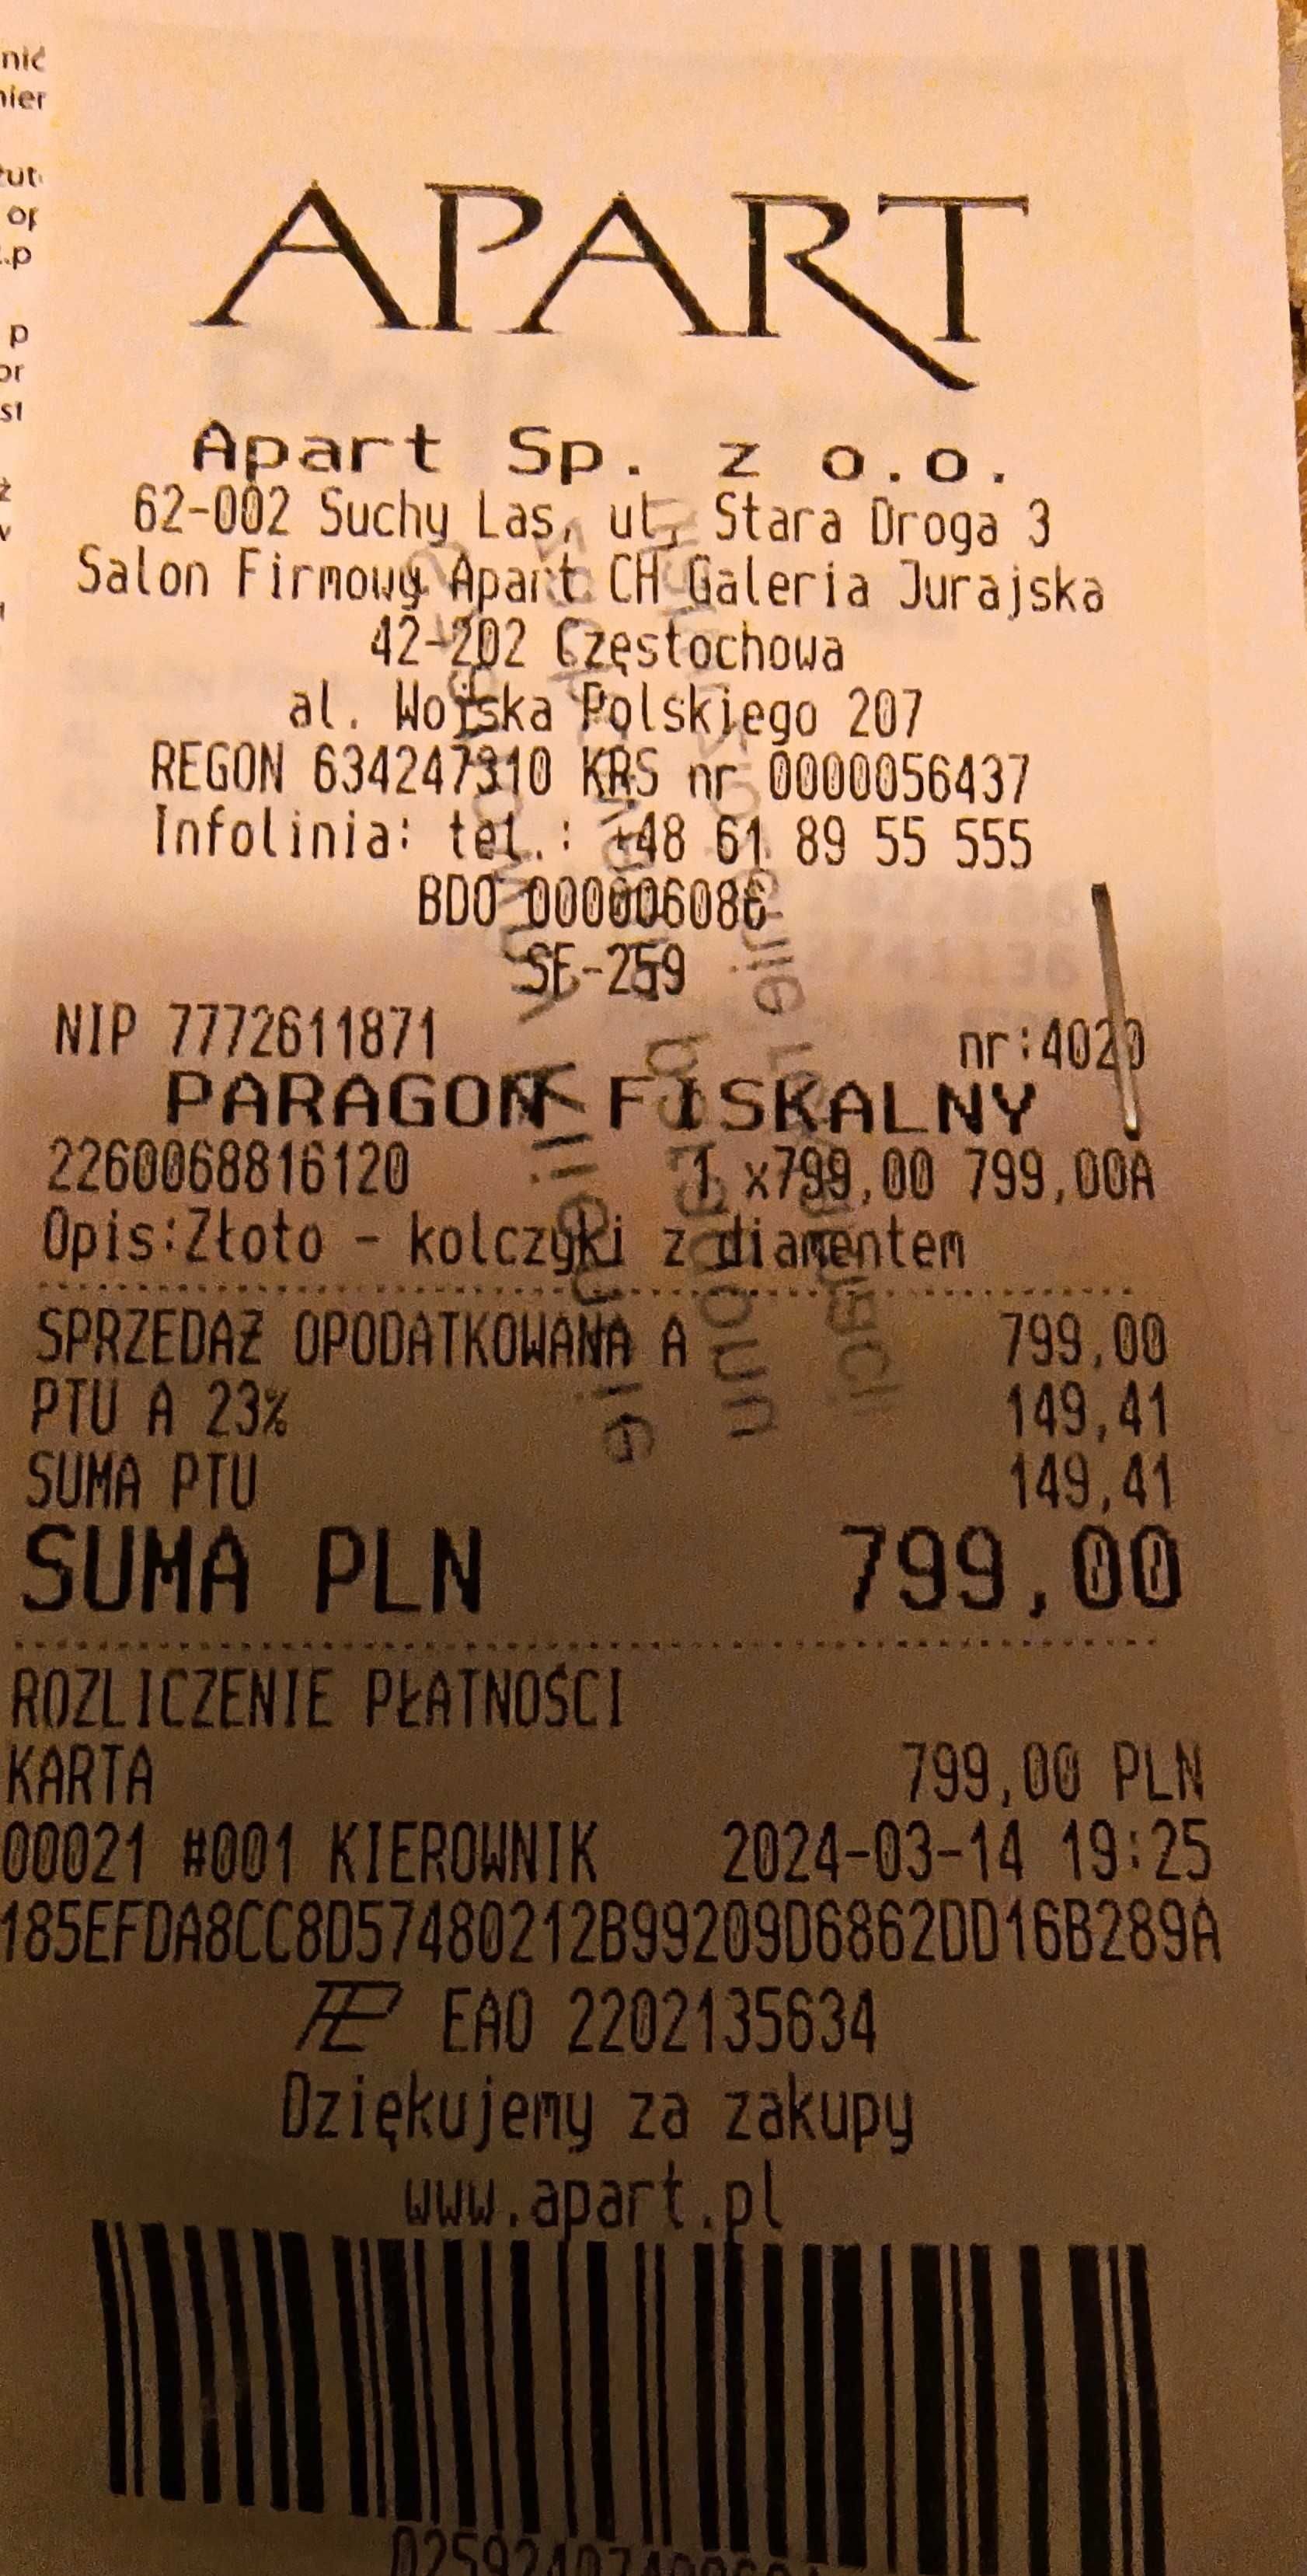 APART
Apart Sp. z o.o.
62-002 Suchy Las, ul. Stara Droga 3
Salon Firmowy Apart CH Galeria Jurajska
42-202 Częstochowa
al. Wojska Polskiego 207
REGON 634247310 KRS nr 0000056437
Infolinia: tel.: +48 61 89 55 555
BDO 000006086
SF-259
NIP 7772611871 nr:4020
PARAGON FISKALNY
2260068816120 1 x799,00 799,00A
Opis:Złoto - kolczyki z diamentem
SPRZEDAŻ OPODATKOWANA A 799,00
PTU A 23% 149,41
SUMA PTU 149,41
SUMA PLN 799,00
ROZLICZENIE PŁATNOŚCI
KARTA 799,00 PLN
00021 #001 KIEROWNIK 2024-03-14 19:25
185EFDA8CC8D57480212B99209D6862DD16B289A
EAO 2202135634
Dziękujemy za zakupy
www.apart.pl